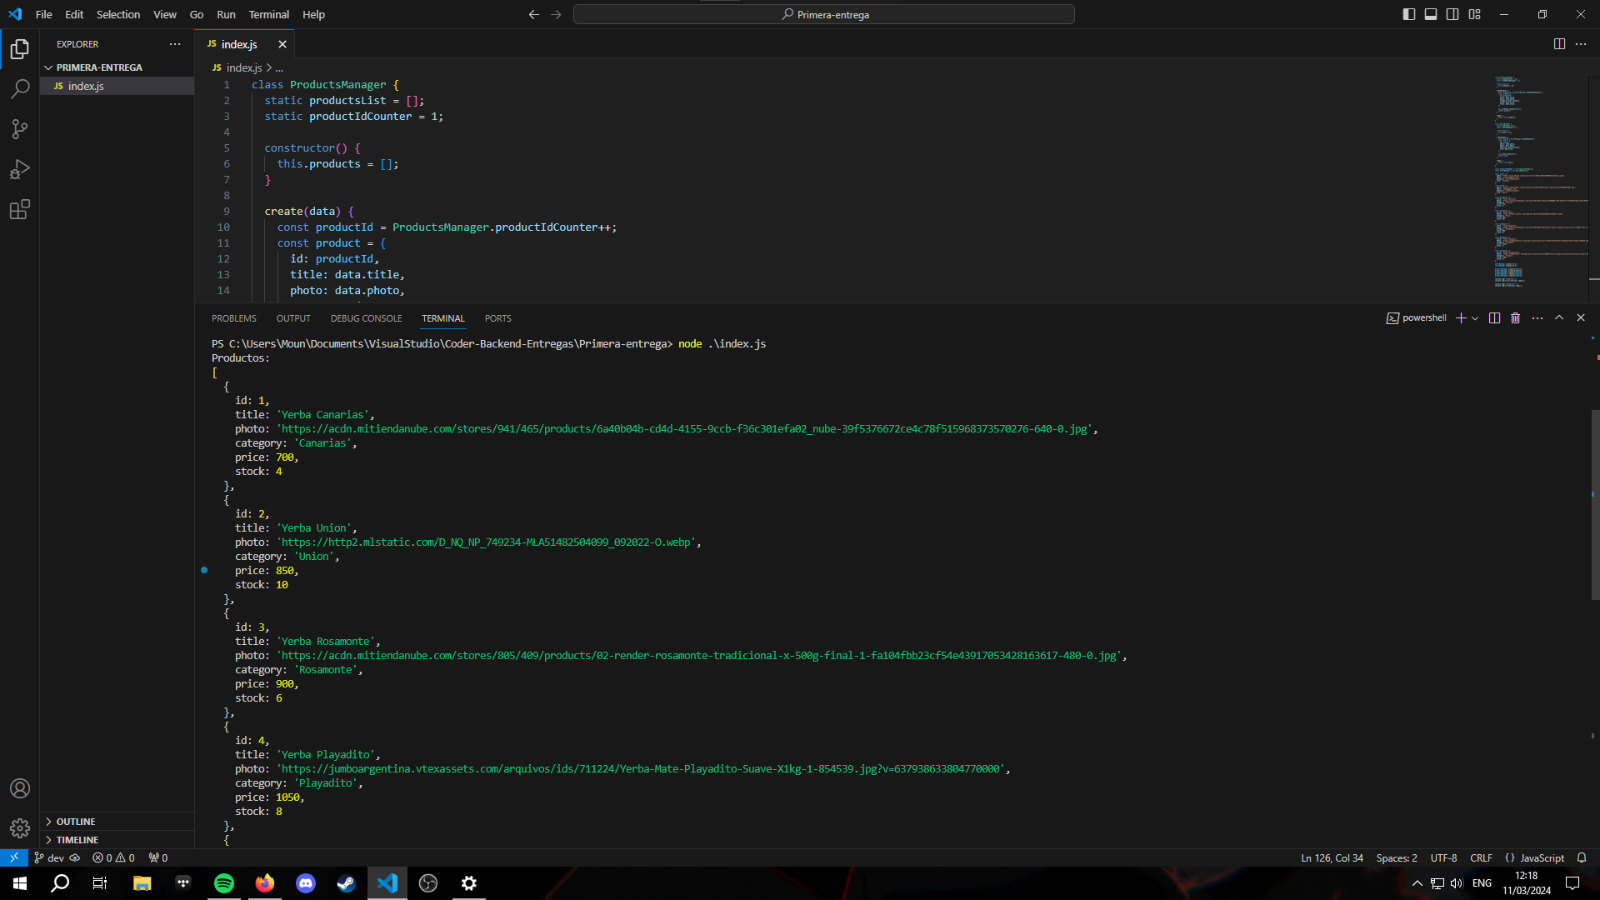 File Edit Selection View Go Run Terminal Help
Primera-entrega
EXPLORER
PRIMERA-ENTREGA
JS index.js
OUTLINE
TIMELINE
JS index.js
JS index.js > ...
1 class ProductsManager {
2 static productsList = [];
3 static productIdCounter = 1;
4
5 constructor() {
6 this.products = [];
7 }
8
9 create(data) {
10 const productId = ProductsManager.productIdCounter++;
11 const product = {
12 id: productId,
13 title: data.title,
14 photo: data.photo,
PROBLEMS OUTPUT DEBUG CONSOLE TERMINAL PORTS
powershell
PS C:\Users\Moun\Documents\VisualStudio\Coder-Backend-Entregas\Primera-entrega> node .\index.js
Productos:
[
{
id: 1,
title: 'Yerba Canarias',
photo: 'https://acdn.mitiendanube.com/stores/941/465/products/6a40b04b-cd4d-4155-9ccb-f36c301efa02_nube-39f5376672ce4c78f515968373570276-640-0.jpg',
category: 'Canarias',
price: 700,
stock: 4
},
{
id: 2,
title: 'Yerba Union',
photo: 'https://http2.mlstatic.com/D_NQ_NP_749234-MLA51482504099_092022-O.webp',
category: 'Union',
price: 850,
stock: 10
},
{
id: 3,
title: 'Yerba Rosamonte',
photo: 'https://acdn.mitiendanube.com/stores/805/409/products/02-render-rosamonte-tradicional-x-500g-final-1-fa104fbb23cf54e43917053428163617-480-0.jpg',
category: 'Rosamonte',
price: 900,
stock: 6
},
{
id: 4,
title: 'Yerba Playadito',
photo: 'https://jumboargentina.vtexassets.com/arquivos/ids/711224/Yerba-Mate-Playadito-Suave-X1kg-1-854539.jpg?v=637938633804770000',
category: 'Playadito',
price: 1050,
stock: 8
},
{
dev 0 0 0
Ln 126, Col 34 Spaces: 2 UTF-8 CRLF {} JavaScript
ENG
12:18
11/03/2024